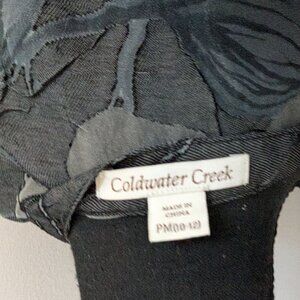 Coldwater Creek
MADE IN
CHINA
PM(10-12)